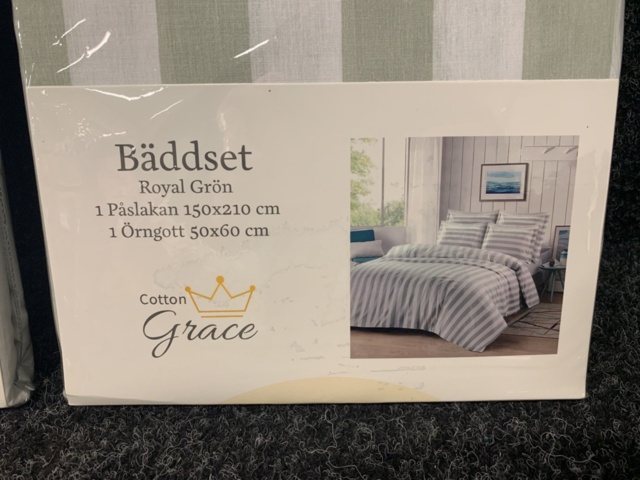 Bäddset
Royal Grön
1 Påslakan 150x210 cm
1 Örngott 50x60 cm
Cotton
Grace